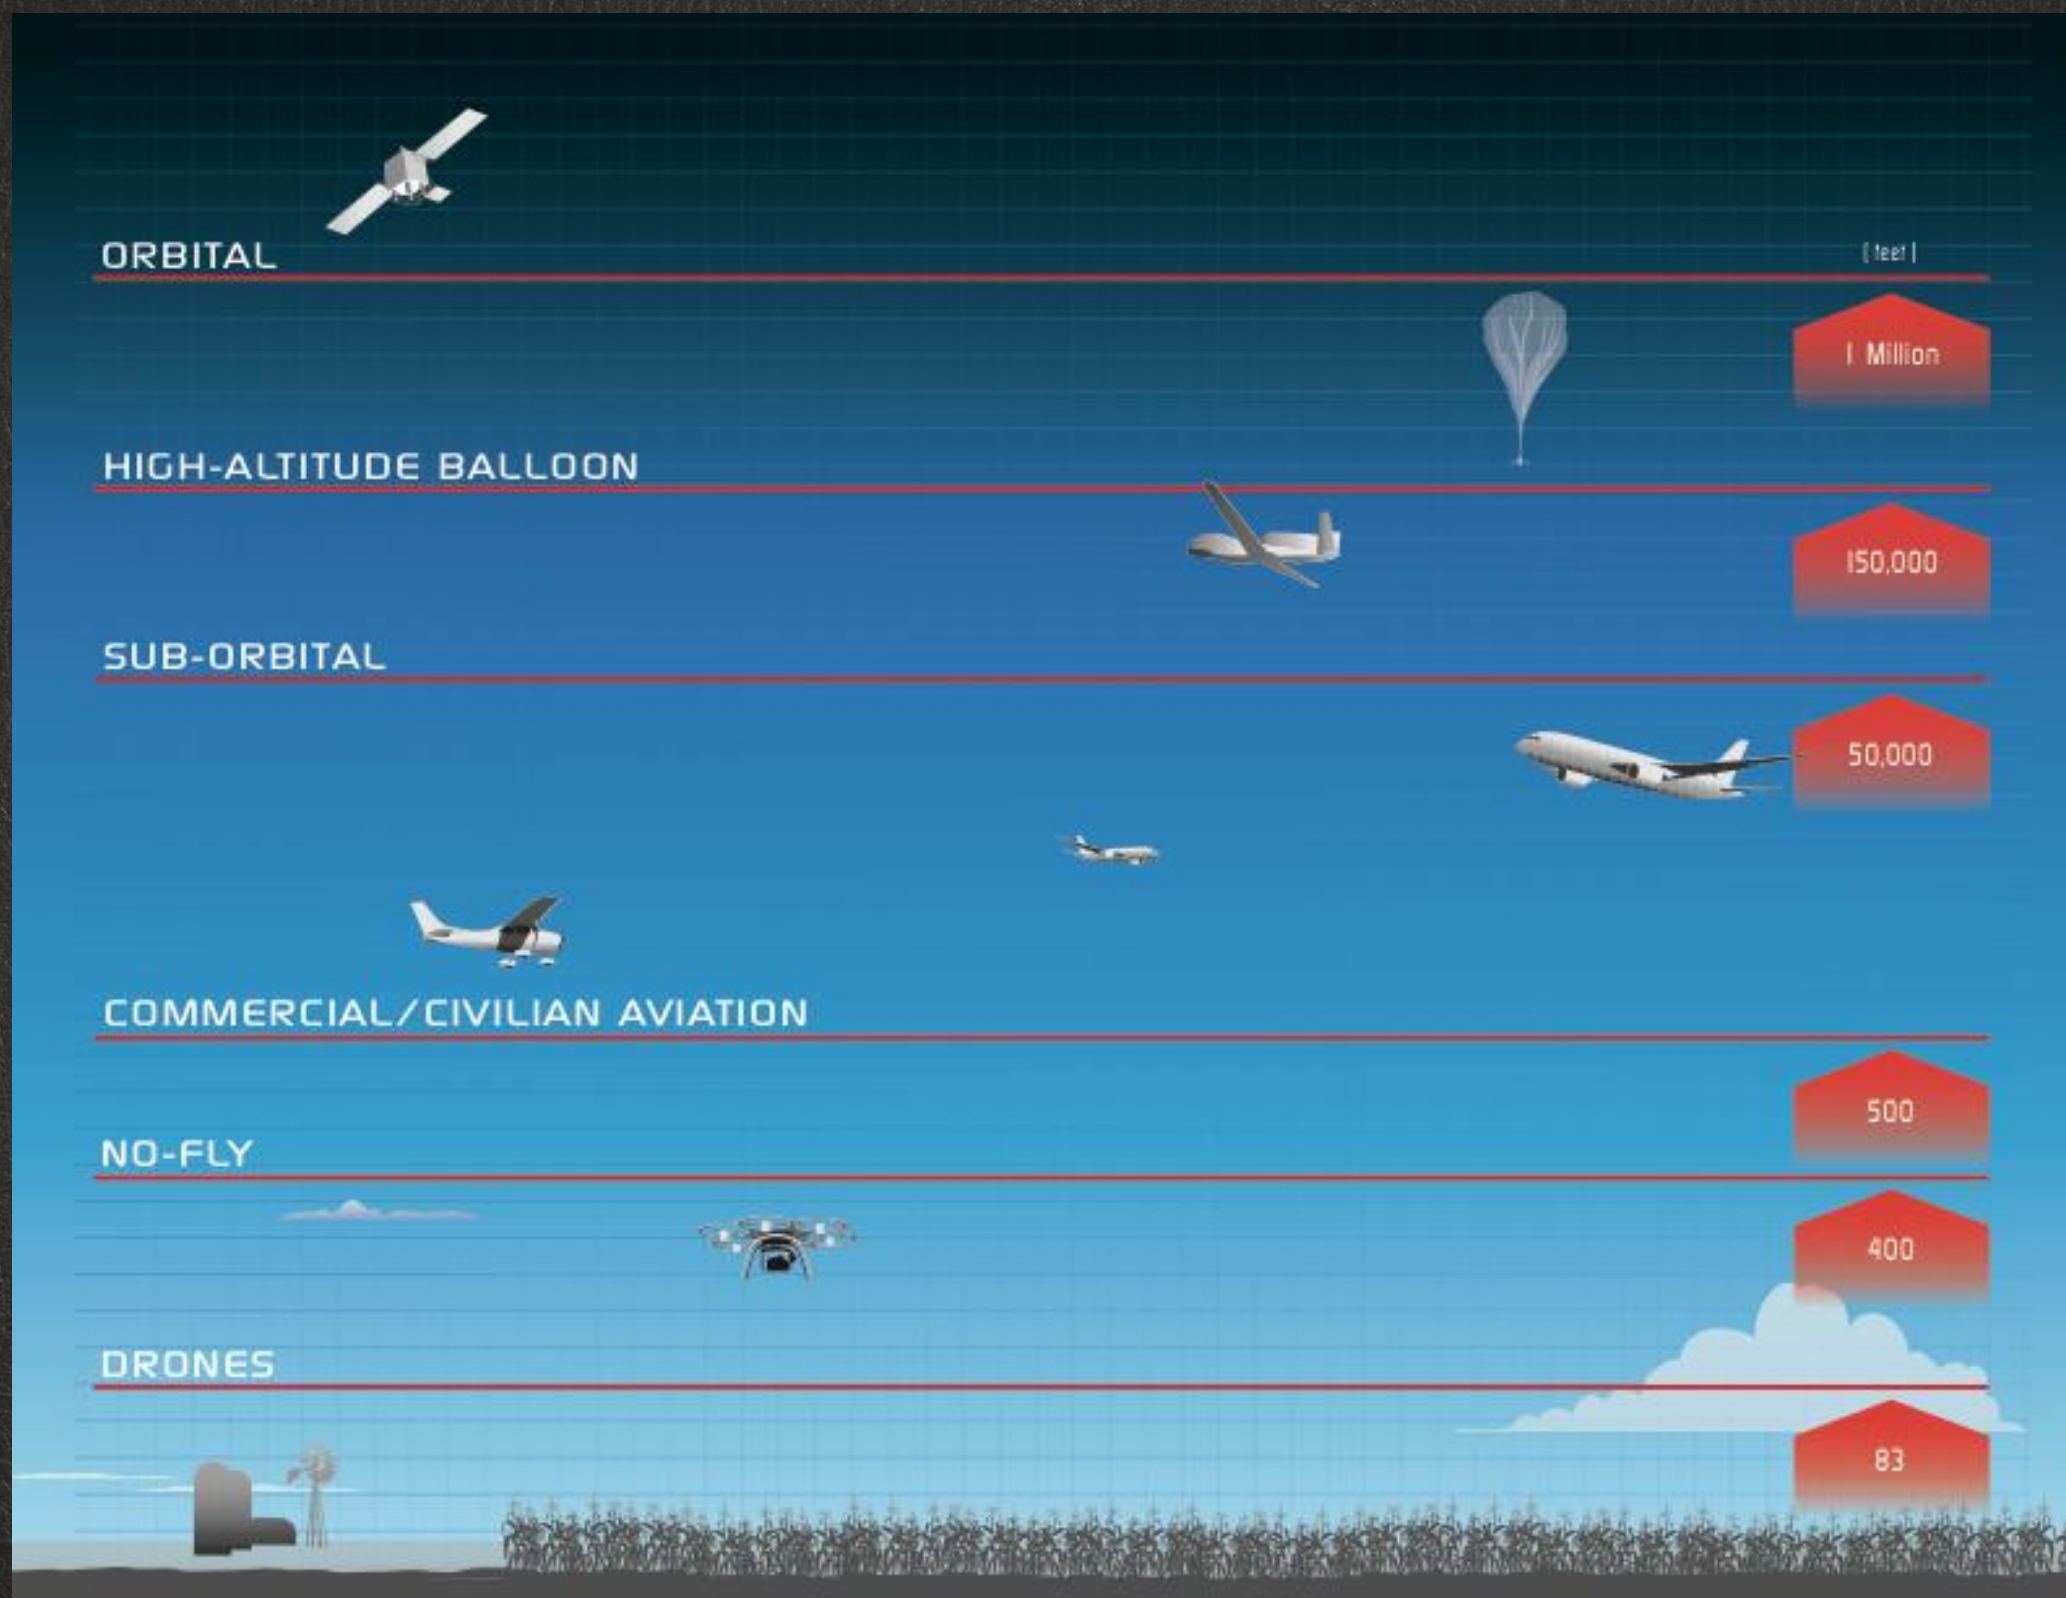 ORBITAL
[ feet ]
1 Million
HIGH-ALTITUDE BALLOON
150,000
SUB-ORBITAL
50,000
COMMERCIAL/CIVILIAN AVIATION
500
NO-FLY
400
DRONES
83